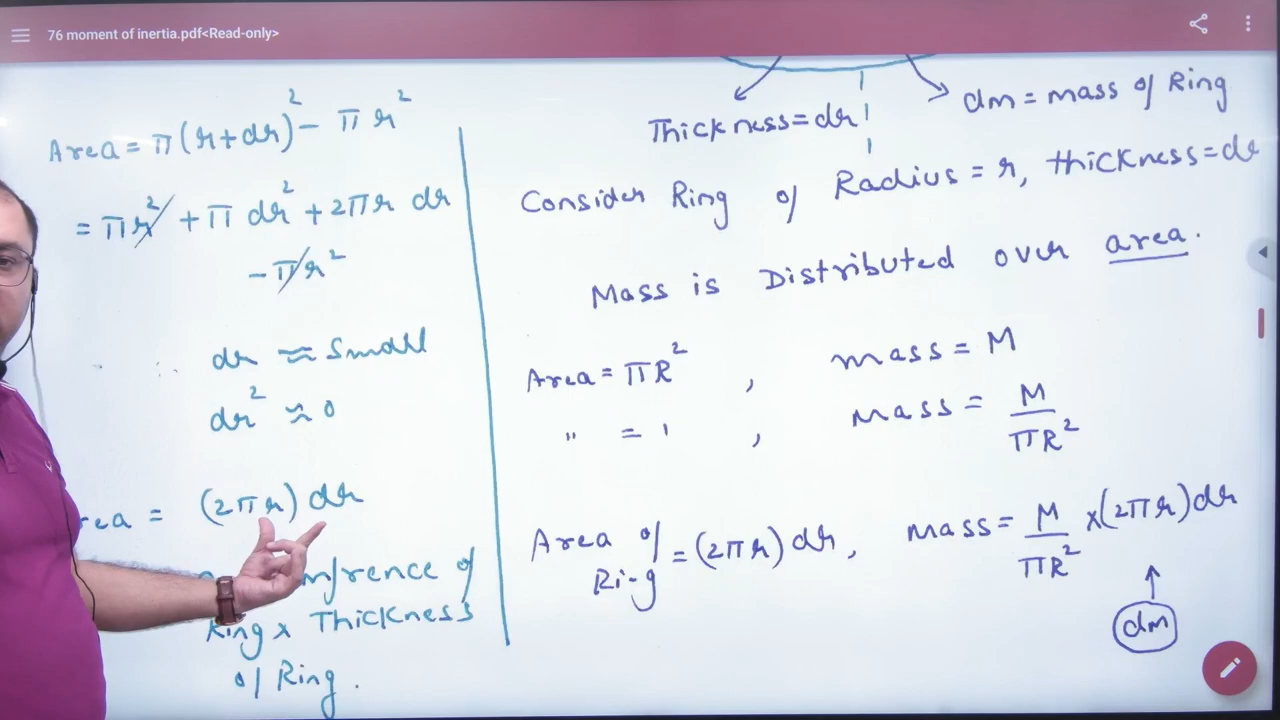 76 moment of inertia.pdf<Read-only>
Area = π(r+dr)² − πr²
= πr² + π dr² + 2πr dr
− πr²
∴ dr ≈ Small
dr² ≈ 0
rea = (2πr) dr
nfrence of
Ring x Thickness
of Ring.
Thickness = dr
dm = mass of Ring
Consider Ring of Radius = r, thickness = dr
Mass is Distributed over area.
Area = πR² , mass = M
" = 1 , mass = M/πR²
Area of Ring = (2πr) dr, mass = M/πR² x (2πr) dr
dm